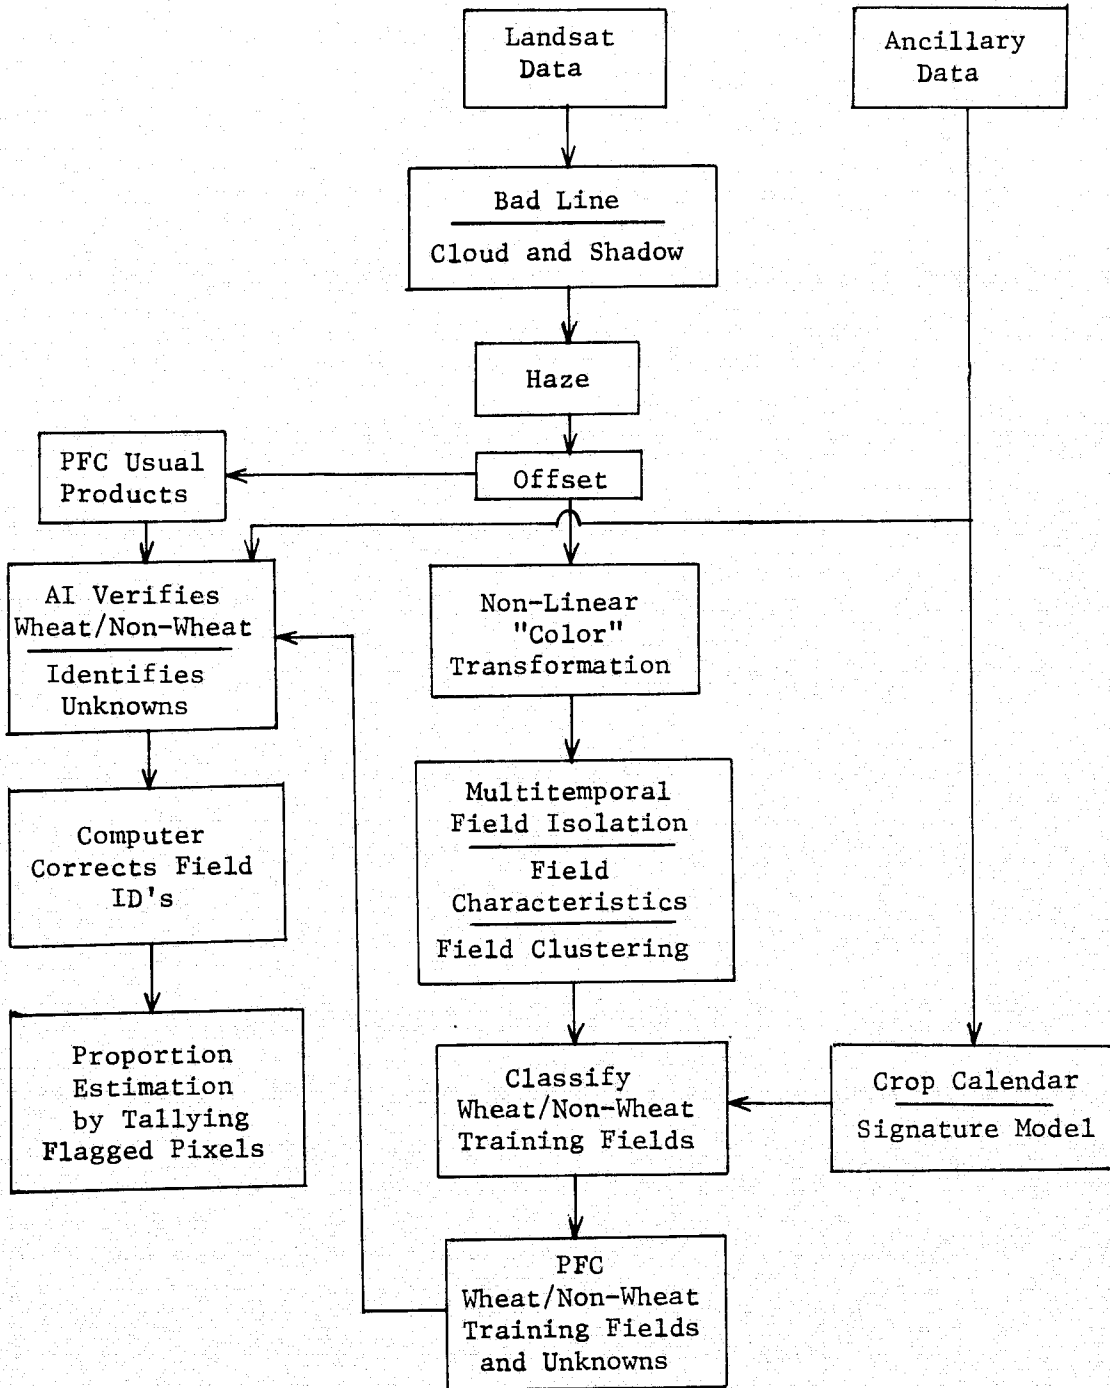 Landsat
Data
Ancillary
Data
Bad Line
Cloud and Shadow
Haze
Offset
PFC Usual
Products
AI Verifies
Wheat/Non-Wheat
Identifies
Unknowns
Non-Linear
"Color"
Transformation
Computer
Corrects Field
ID's
Multitemporal
Field Isolation
Field
Characteristics
Field Clustering
Proportion
Estimation
by Tallying
Flagged Pixels
Classify
Wheat/Non-Wheat
Training Fields
Crop Calendar
Signature Model
PFC
Wheat/Non-Wheat
Training Fields
and Unknowns